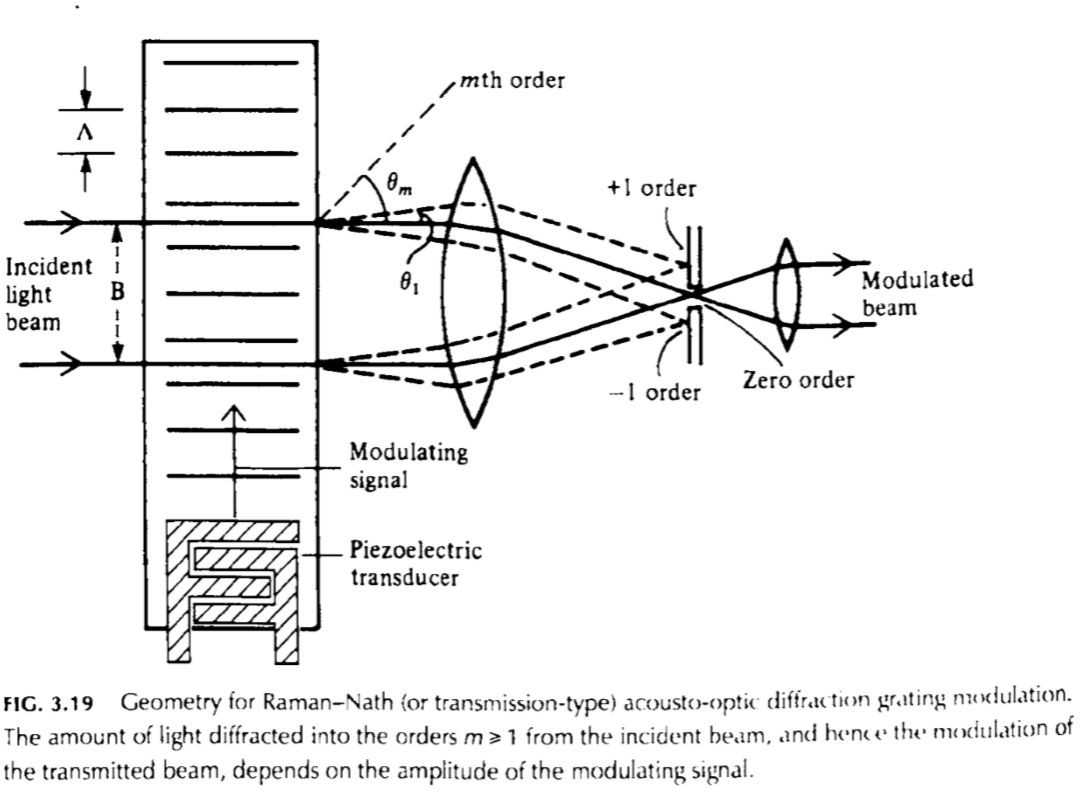 mth order
Λ
θm
+1 order
Incident
light
beam
B
θ1
Modulated
beam
Zero order
−1 order
Modulating
signal
Piezoelectric
transducer
FIG. 3.19 Geometry for Raman–Nath (or transmission-type) acousto-optic diffraction grating modulation.
The amount of light diffracted into the orders m ⩾ 1 from the incident beam, and hence the modulation of
the transmitted beam, depends on the amplitude of the modulating signal.